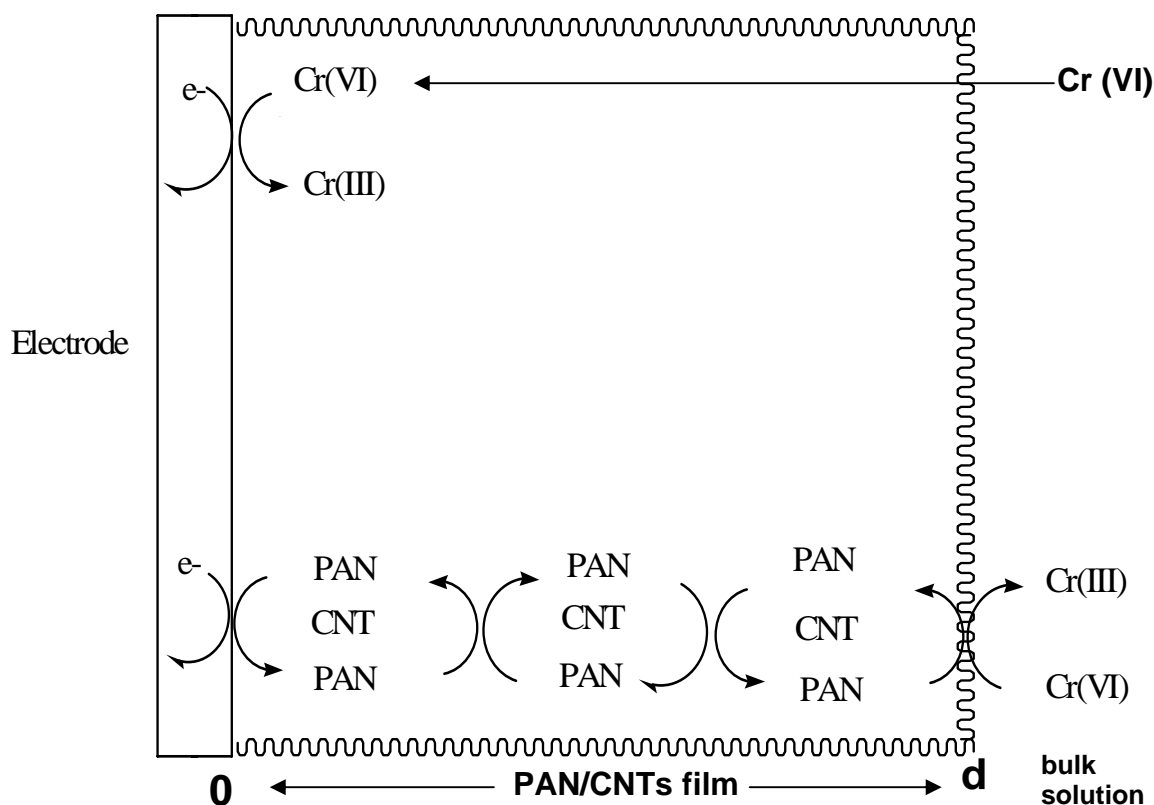 e-
Cr(VI)
Cr (VI)
Cr(III)
Electrode
e-
PAN
PAN
PAN
Cr(III)
CNT
CNT
CNT
PAN
PAN
PAN
Cr(VI)
0
PAN/CNTs film
d
bulk
solution